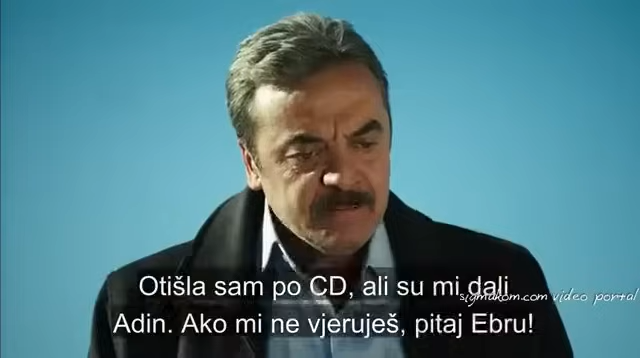 Otišla sam po CD, ali su mi dali
sigmakom.com video portal
Adin. Ako mi ne vjeruješ, pitaj Ebru!